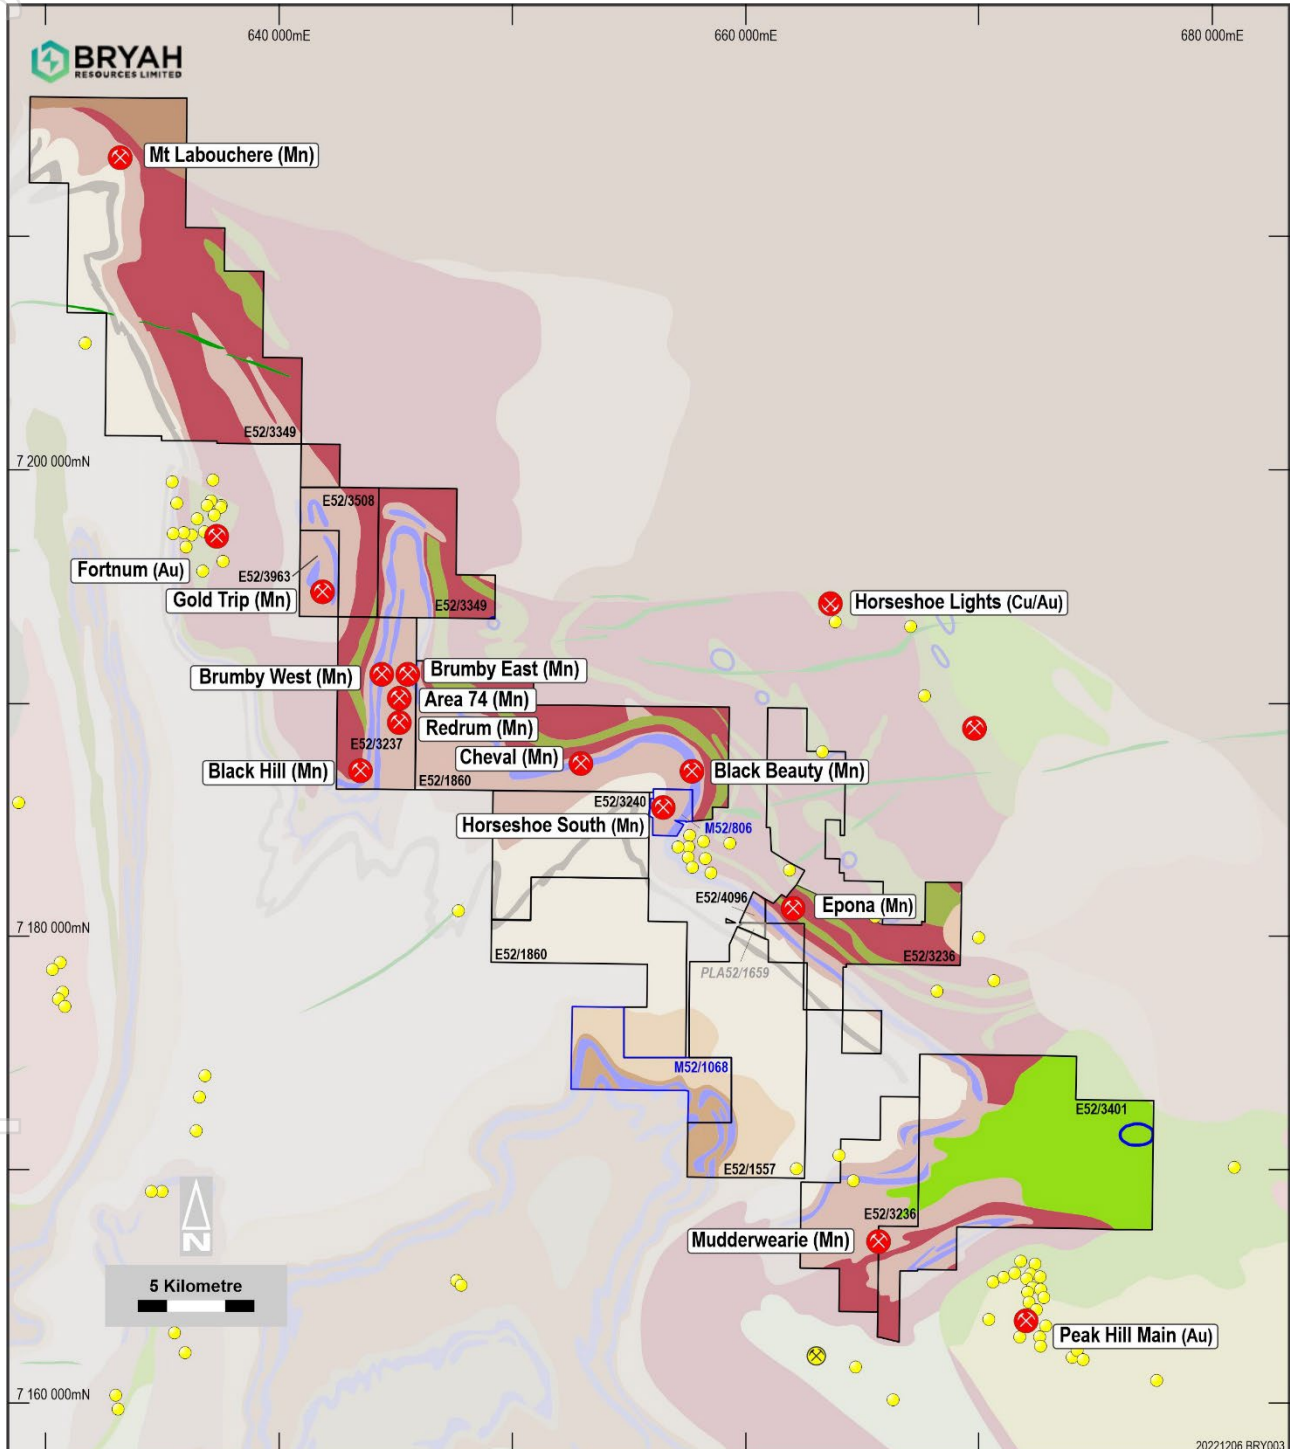 640 000mE
660 000mE
680 000mE
BRYAH
RESOURCES LIMITED
Mt Labouchere (Mn)
E52/3349
7 200 000mN
E52/3508
Fortnum (Au)
E52/3963
Gold Trip (Mn)
E52/3349
Horseshoe Lights (Cu/Au)
Brumby West (Mn)
Brumby East (Mn)
Area 74 (Mn)
Redrum (Mn)
E52/3237
Cheval (Mn)
Black Hill (Mn)
Black Beauty (Mn)
E52/1860
E52/3240
Horseshoe South (Mn)
M52/806
E52/4096
Epona (Mn)
7 180 000mN
E52/1860
E52/3236
PLA52/1659
M52/1068
E52/3401
E52/1557
N
E52/3236
Mudderwearie (Mn)
5 Kilometre
Peak Hill Main (Au)
7 160 000mN
20221206 BRY003